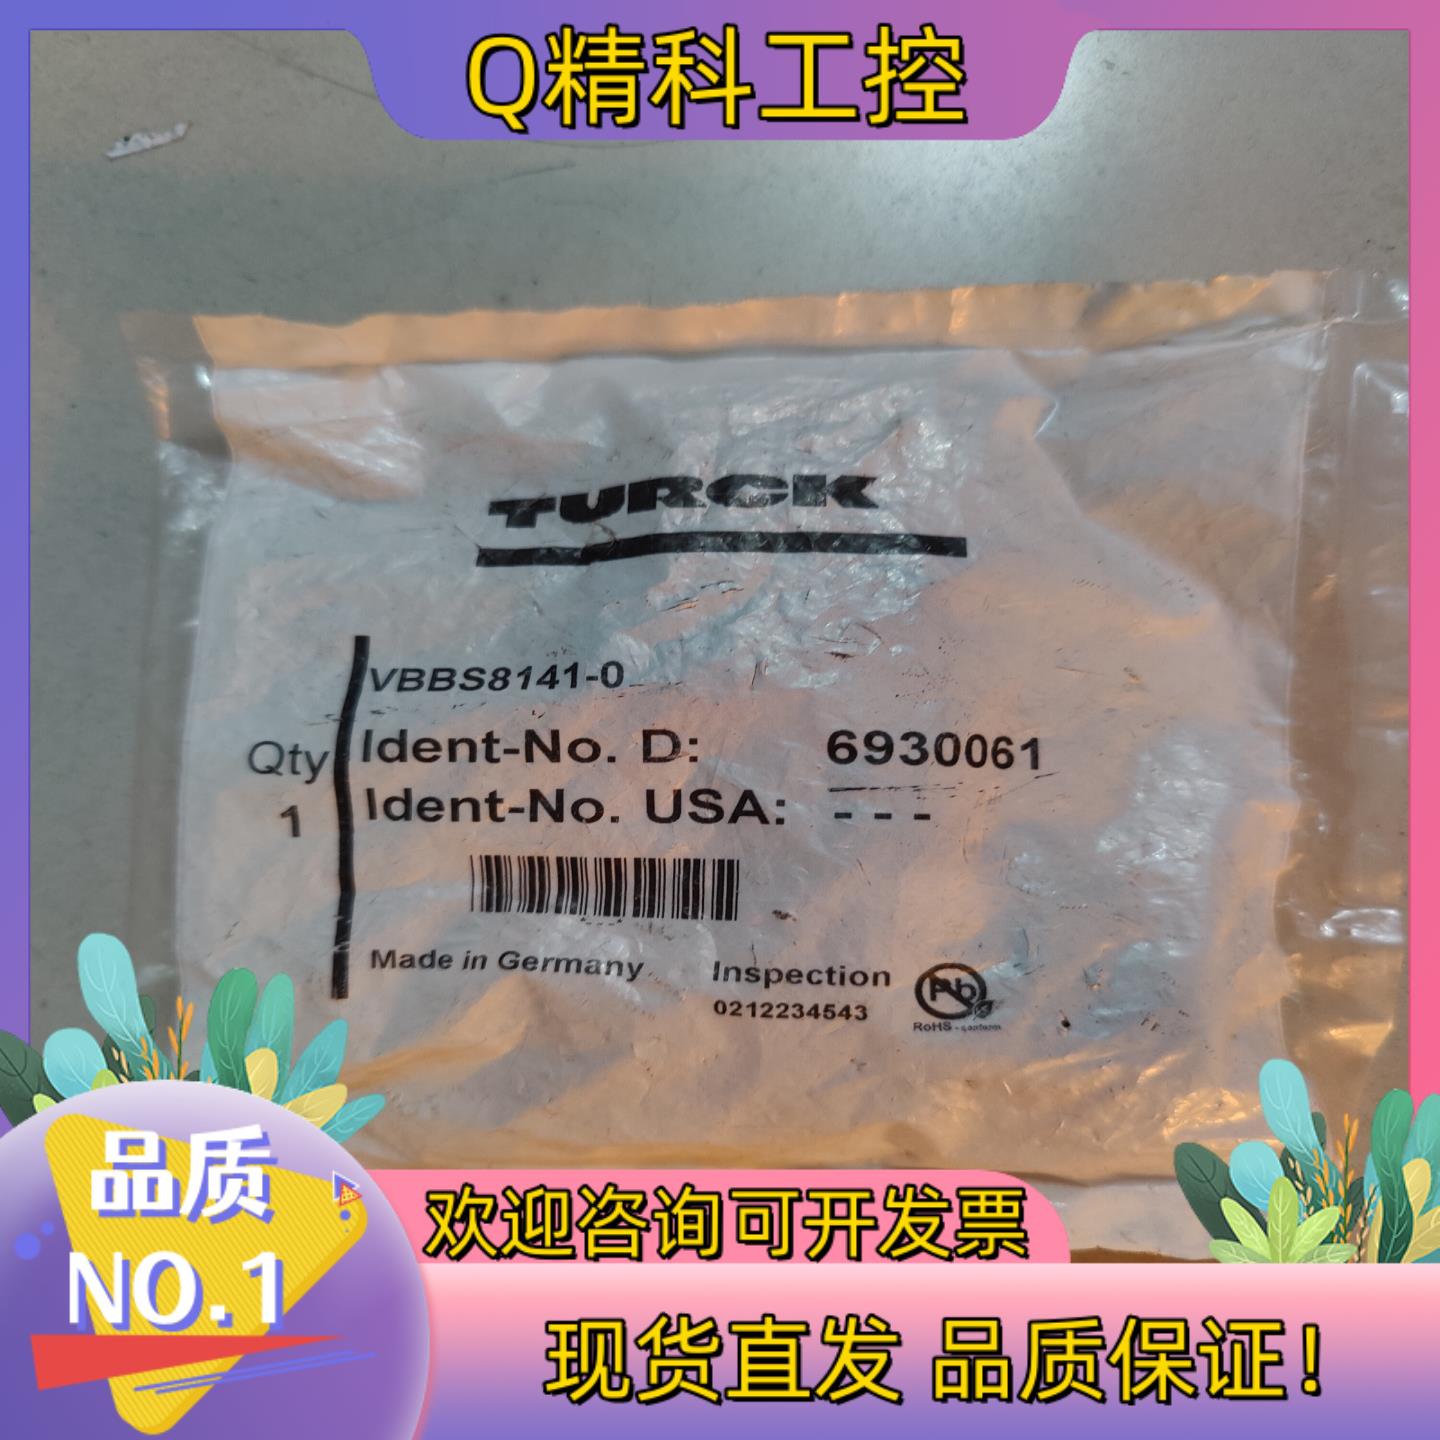 Q精科工控
TURCK
VBBS8141-0
Qty
1
Ident-No. D: 6930061
Ident-No. USA: - - -
Made in Germany
Inspection
0212234543
Pb
RoHS - conform
品质
NO.1
欢迎咨询可开发票
现货直发 品质保证！